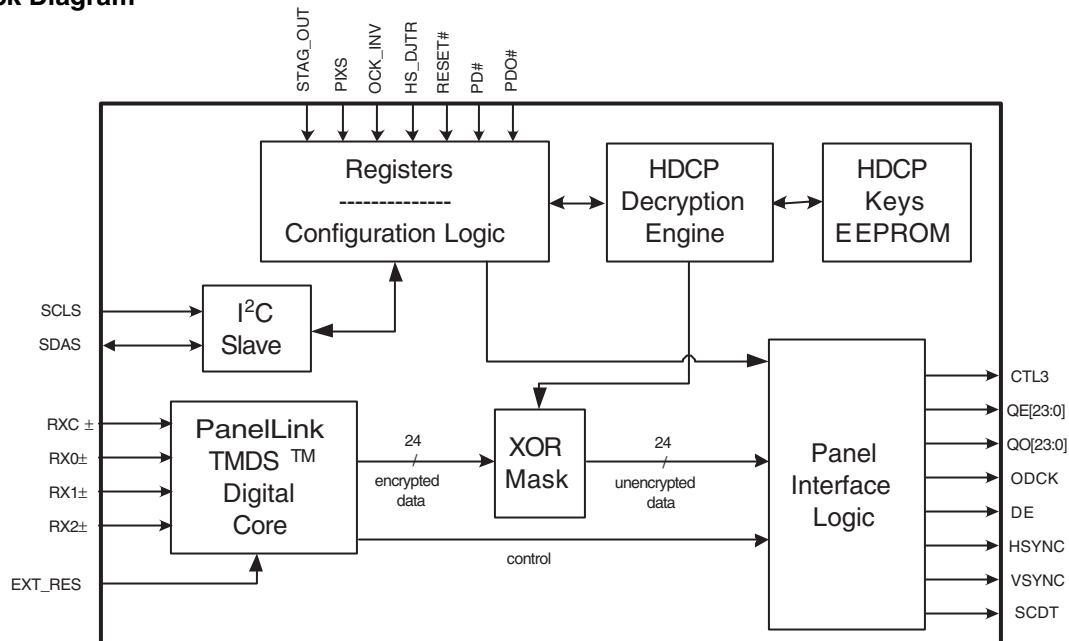 k Diagram
STAG_OUT
PIXS
OCK_INV
HS_DJTR
RESET#
PD#
PDO#
Registers
--------------
Configuration Logic
HDCP
Decryption
Engine
HDCP
Keys
EEPROM
SCLS
SDAS
I²C
Slave
RXC ±
RX0±
RX1±
RX2±
EXT_RES
PanelLink
TMDS ™
Digital
Core
24
encrypted
data
XOR
Mask
24
unencrypted
data
control
Panel
Interface
Logic
CTL3
QE[23:0]
QO[23:0]
ODCK
DE
HSYNC
VSYNC
SCDT